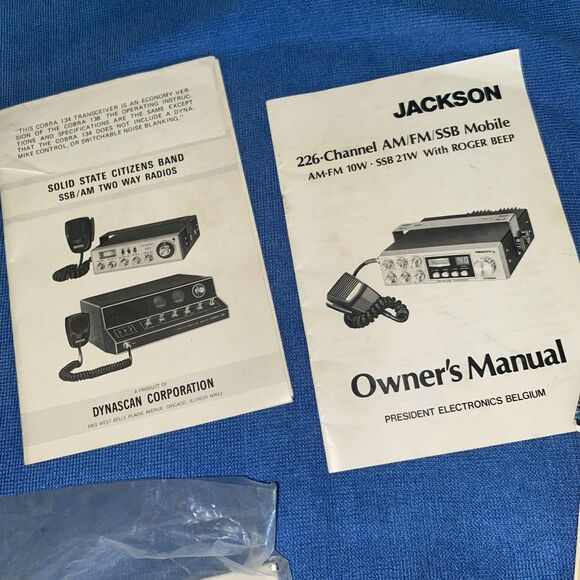 "THIS COBRA 134 TRANSCEIVER IS AN ECONOMY VER-
SION OF THE COBRA 138. THE OPERATING INSTRUC-
TIONS AND SPECIFICATIONS ARE THE SAME EXCEPT
THAT THE COBRA 134 DOES NOT INCLUDE A DYNA-
MIKE CONTROL, OR SWITCHABLE NOISE BLANKING."
SOLID STATE CITIZENS BAND
SSB/AM TWO WAY RADIOS
A PRODUCT OF
DYNASCAN CORPORATION
1801 WEST BELLE PLAINE AVENUE, CHICAGO, ILLINOIS 60613
JACKSON
226-Channel AM/FM/SSB Mobile
AM-FM 10W · SSB 21W With ROGER BEEP
Owner's Manual
PRESIDENT ELECTRONICS BELGIUM